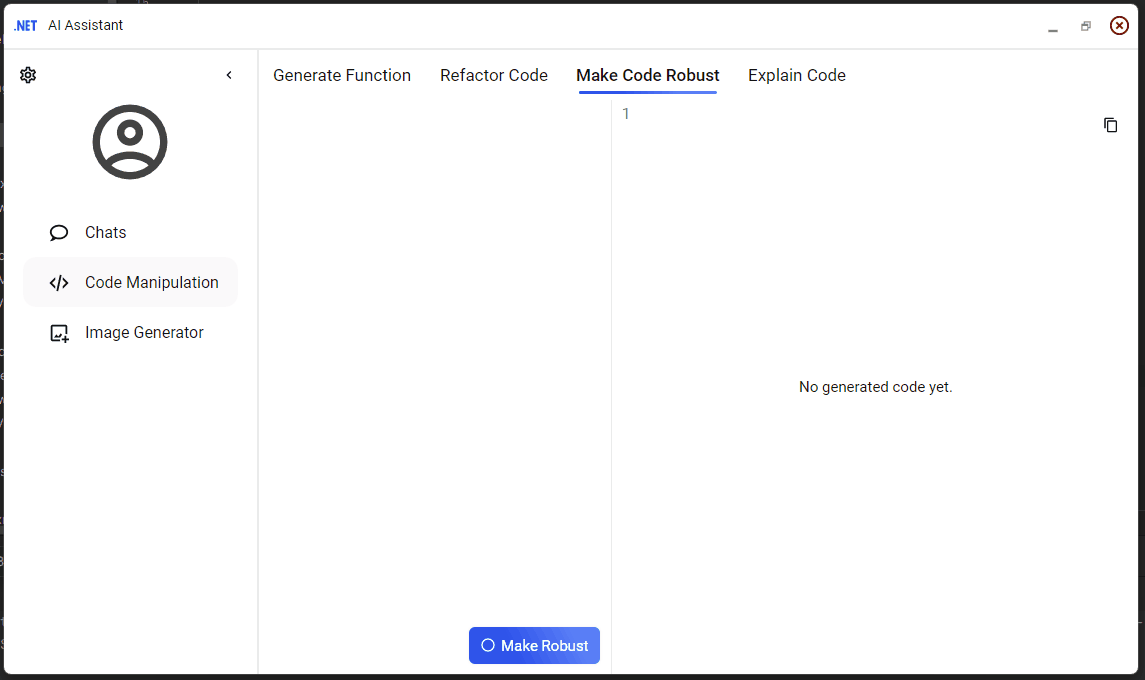 .NET AI Assistant
Generate Function Refactor Code Make Code Robust Explain Code
1
Chats
Code Manipulation
Image Generator
No generated code yet.
Make Robust